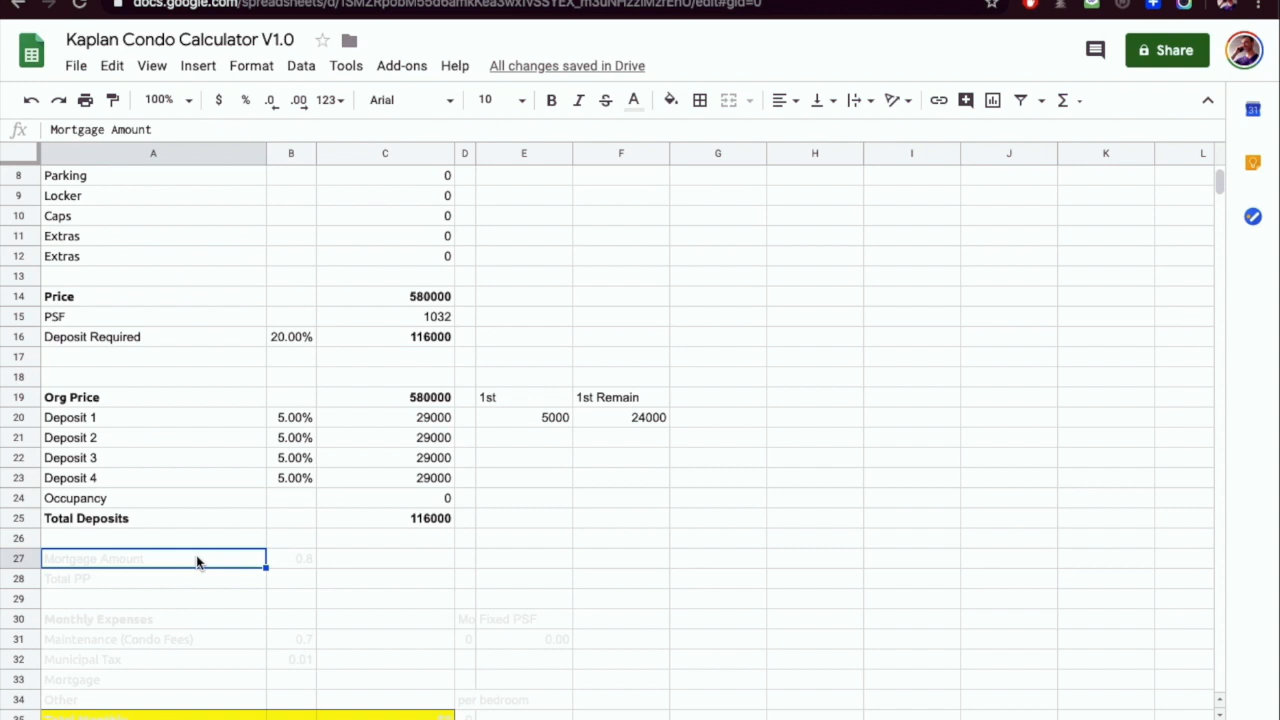 docs.google.com/spreadsheets/d/
Kaplan Condo Calculator V1.0
File Edit View Insert Format Data Tools Add-ons Help All changes saved in Drive
Share
100% $ % .0 .00 123 Arial 10 B I S A Σ
31
fx Mortgage Amount
A B C D E F G H I J K L
8 Parking 0
9 Locker 0
10 Caps 0
11 Extras 0
12 Extras 0
13
14 Price 580000
15 PSF 1032
16 Deposit Required 20.00% 116000
17
18
19 Org Price 580000 1st 1st Remain
20 Deposit 1 5.00% 29000 5000 24000
21 Deposit 2 5.00% 29000
22 Deposit 3 5.00% 29000
23 Deposit 4 5.00% 29000
24 Occupancy 0
25 Total Deposits 116000
26
27 Mortgage Amount 0.8
28 Total PP
29
30 Monthly Expenses Mo Fixed PSF
31 Maintenance (Condo Fees) 0.7 0 0.00
32 Municipal Tax 0.01
33 Mortgage
34 Other per bedroom
35 Total Monthly 0